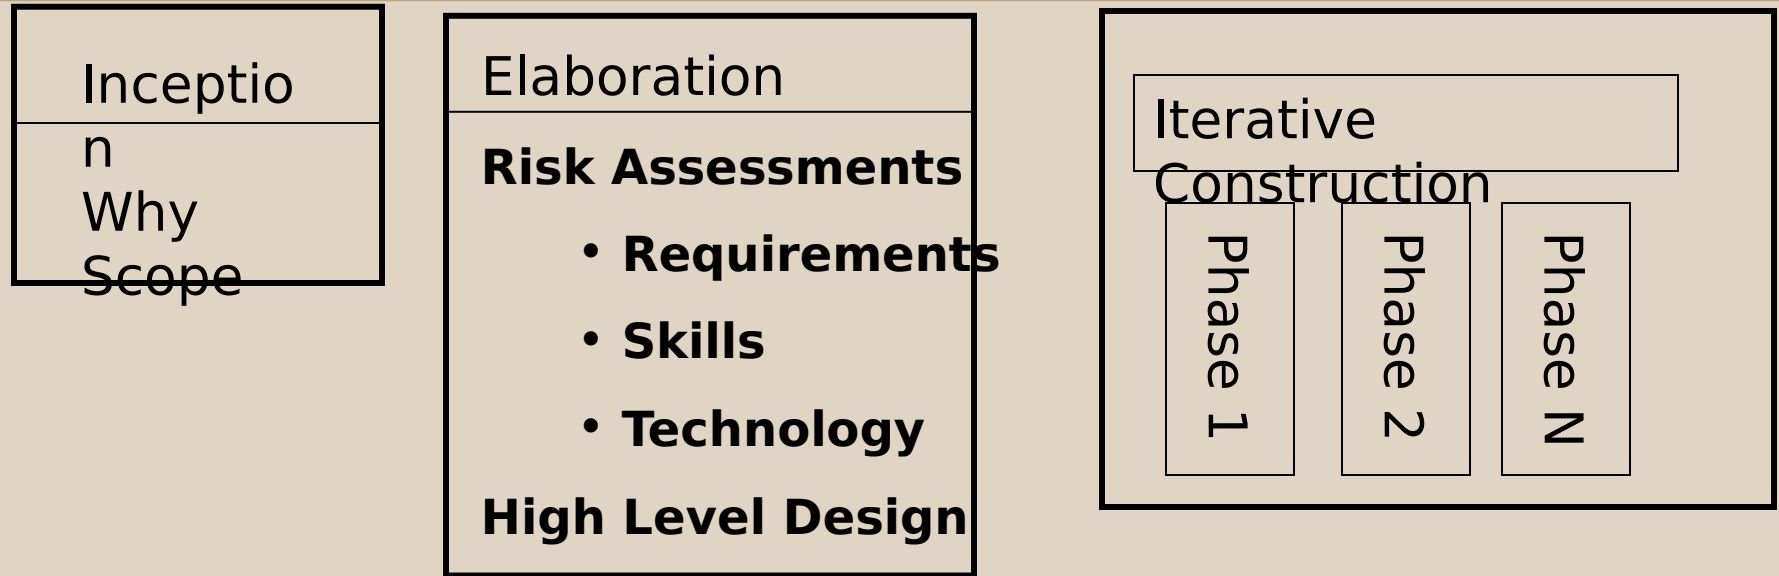 Inceptio
n
Why
Scope
Elaboration
Risk Assessments
• Requirements
• Skills
• Technology
High Level Design
Iterative
Construction
Phase 1
Phase 2
Phase N